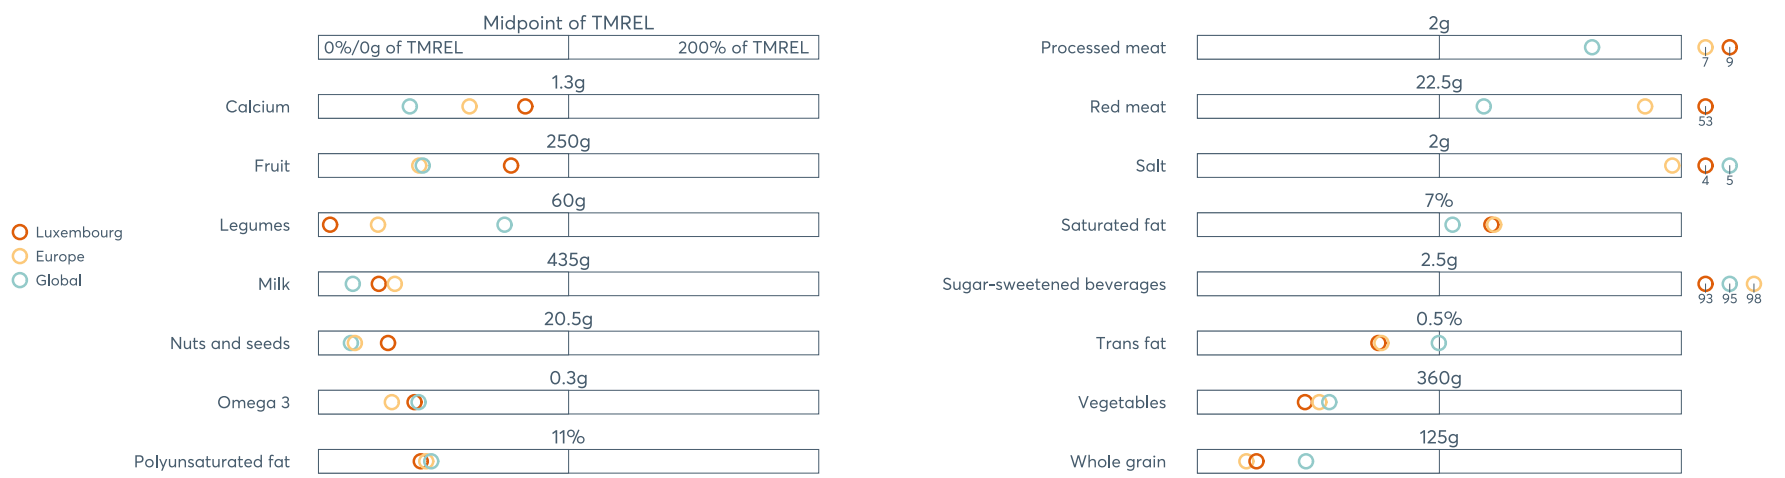 Midpoint of TMREL
0%/0g of TMREL 200% of TMREL
Calcium 1.3g
Fruit 250g
Legumes 60g
Milk 435g
Nuts and seeds 20.5g
Omega 3 0.3g
Polyunsaturated fat 11%
Luxembourg
Europe
Global
Processed meat 2g 7 9
Red meat 22.5g 53
Salt 2g 4 5
Saturated fat 7%
Sugar-sweetened beverages 2.5g 93 95 98
Trans fat 0.5%
Vegetables 360g
Whole grain 125g